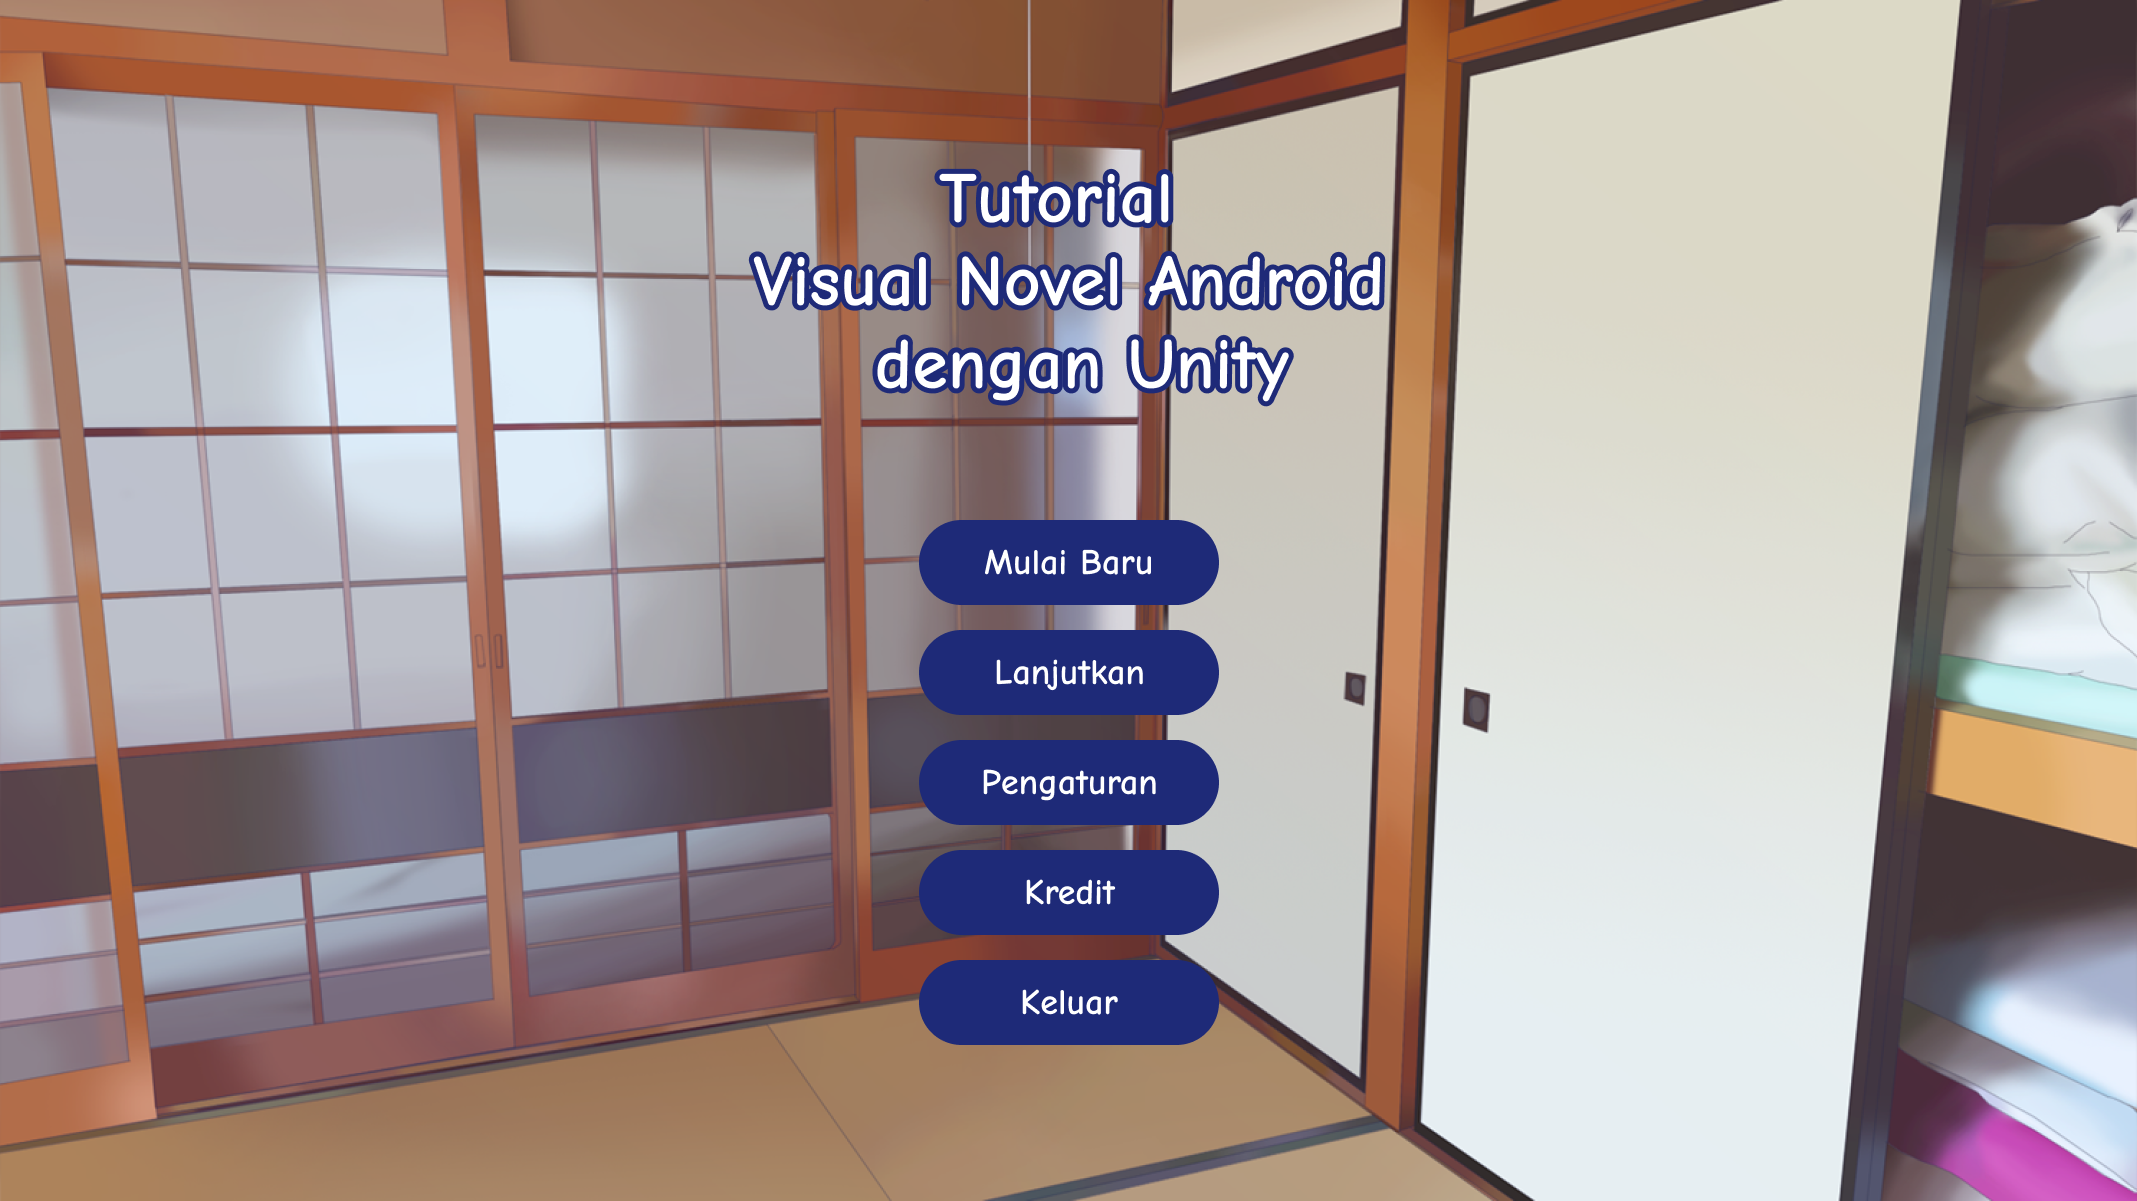 Tutorial
Visual Novel Android
dengan Unity
Mulai Baru
Lanjutkan
Pengaturan
Kredit
Keluar